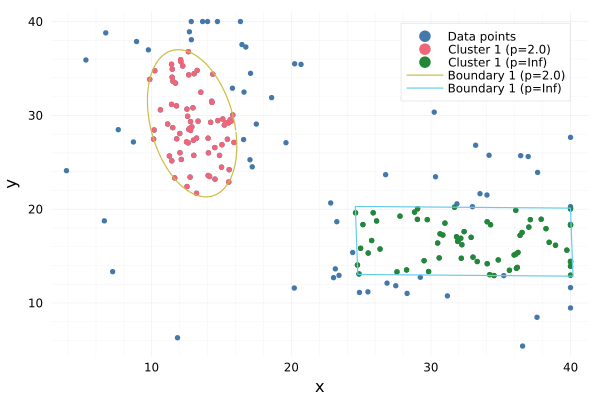 40
30
20
10
y
10
20
30
40
x
Data points
Cluster 1 (p=2.0)
Cluster 1 (p=Inf)
Boundary 1 (p=2.0)
Boundary 1 (p=Inf)